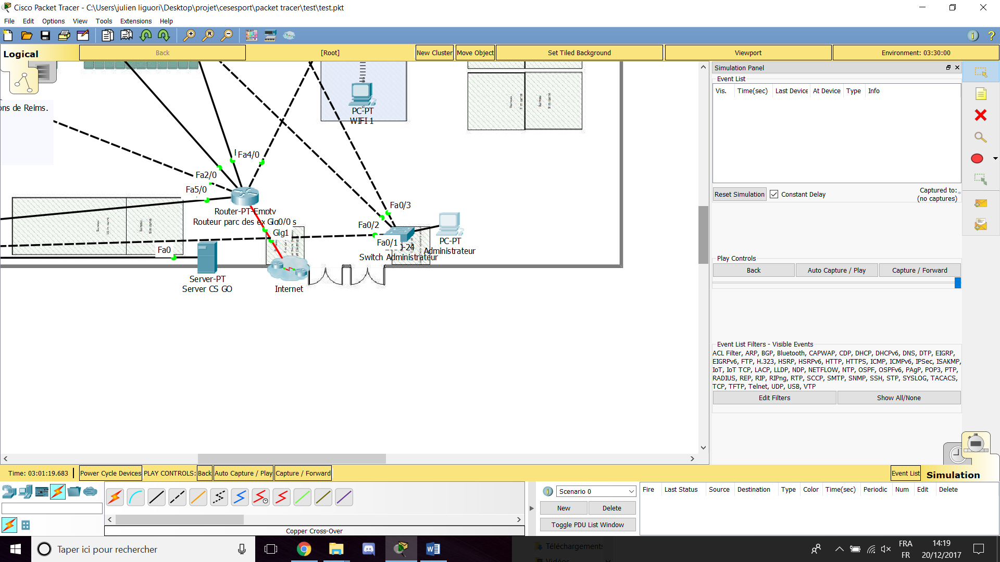 Cisco Packet Tracer - C:\Users\julien liguori\Desktop\projet\cesesport\packet tracer\test\test.pkt
File Edit Options View Tools Extensions Help
Logical
Back
[Root]
New Cluster
Move Object
Set Tiled Background
Viewport
Environment: 03:30:00
ons de Reims.
PC-PT
WIFI 1
Fa4/0
Fa2/0
Fa5/0
Router-PT-Empty
Routeur parc des ex
Gig0/0 s
Gig1
Fa0/3
Fa0/2
Fa0/1
-24
Switch Administrateur
PC-PT
Administrateur
Fa0
Server-PT
Server CS GO
Internet
Simulation Panel
Event List
Vis. Time(sec) Last Device At Device Type Info
Reset Simulation
Constant Delay
Captured to:
(no captures)
Play Controls
Back
Auto Capture / Play
Capture / Forward
Event List Filters - Visible Events
ACL Filter, ARP, BGP, Bluetooth, CAPWAP, CDP, DHCP, DHCPv6, DNS, DTP, EIGRP,
EIGRPv6, FTP, H.323, HSRP, HSRPv6, HTTP, HTTPS, ICMP, ICMPv6, IPSec, ISAKMP,
IoT, IoT TCP, LACP, LLDP, NDP, NETFLOW, NTP, OSPF, OSPFv6, PAgP, POP3, PTP,
RADIUS, REP, RIP, RIPng, RTP, SCCP, SMTP, SNMP, SSH, STP, SYSLOG, TACACS,
TCP, TFTP, Telnet, UDP, USB, VTP
Edit Filters
Show All/None
Time: 03:01:19.683
Power Cycle Devices
PLAY CONTROLS:
Back
Auto Capture / Play
Capture / Forward
Event List
Simulation
Scenario 0
New
Delete
Toggle PDU List Window
Fire Last Status Source Destination Type Color Time(sec) Periodic Num Edit Delete
Copper Cross-Over
Taper ici pour rechercher
Téléchargements
FRA
FR
14:19
20/12/2017